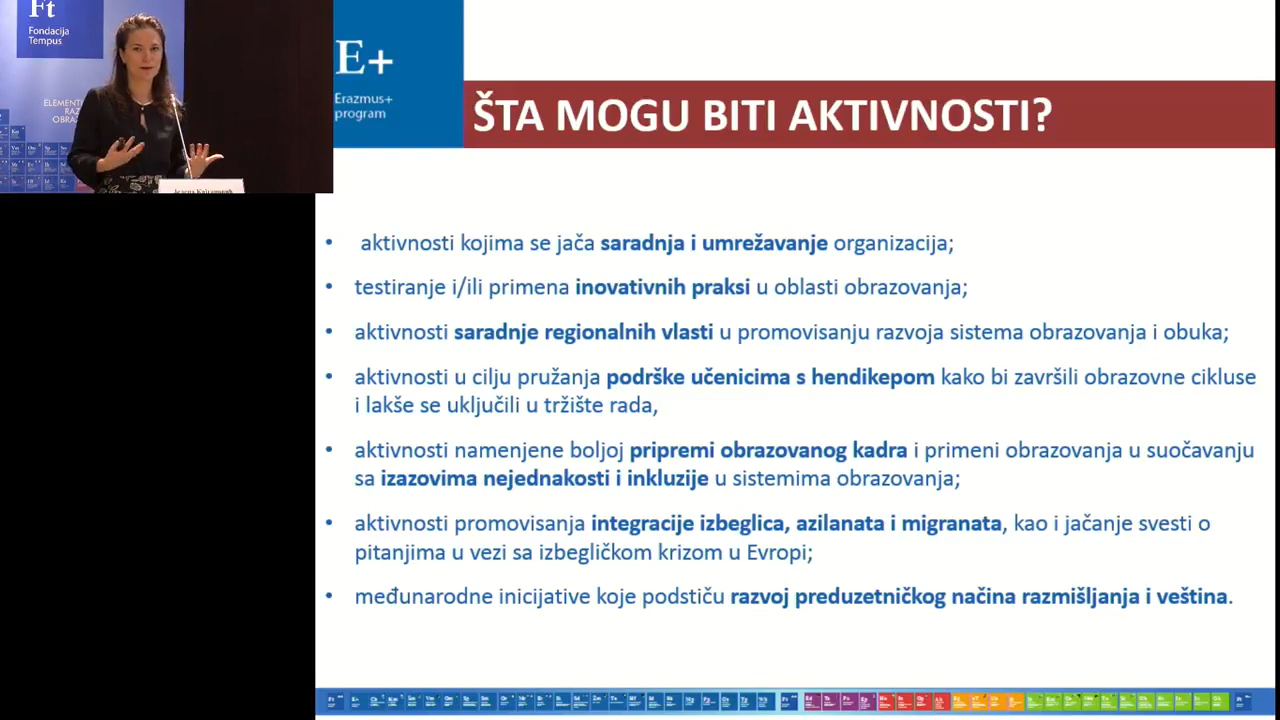 Ft
Fondacija
Tempus
E+
Erasmus+
program
ŠTA MOGU BITI AKTIVNOSTI?
• aktivnosti kojima se jača saradnja i umrežavanje organizacija;
• testiranje i/ili primena inovativnih praksi u oblasti obrazovanja;
• aktivnosti saradnje regionalnih vlasti u promovisanju razvoja sistema obrazovanja i obuka;
• aktivnosti u cilju pružanja podrške učenicima s hendikepom kako bi završili obrazovne cikluse
i lakše se uključili u tržište rada,
• aktivnosti namenjene boljoj pripremi obrazovanog kadra i primeni obrazovanja u suočavanju
sa izazovima nejednakosti i inkluzije u sistemima obrazovanja;
• aktivnosti promovisanja integracije izbeglica, azilanata i migranata, kao i jačanje svesti o
pitanjima u vezi sa izbegličkom krizom u Evropi;
• međunarodne inicijative koje podstiču razvoj preduzetničkog načina razmišljanja i veština.